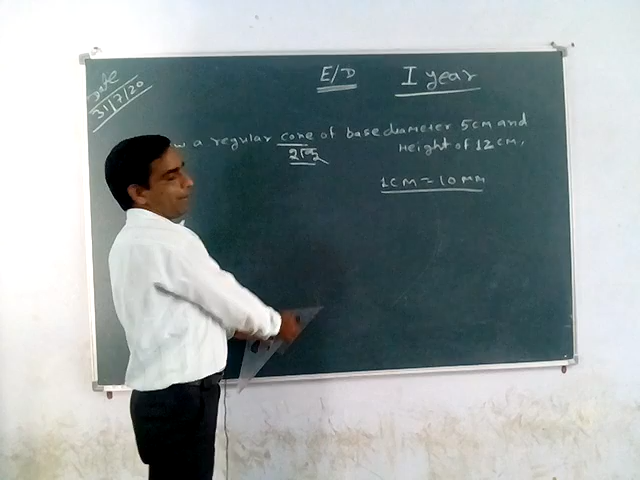 Date
31/7/20
E/D
I year
w a regular cone of base diameter 5cm and
Height of 12cm,
शंकु
1CM = 10MM